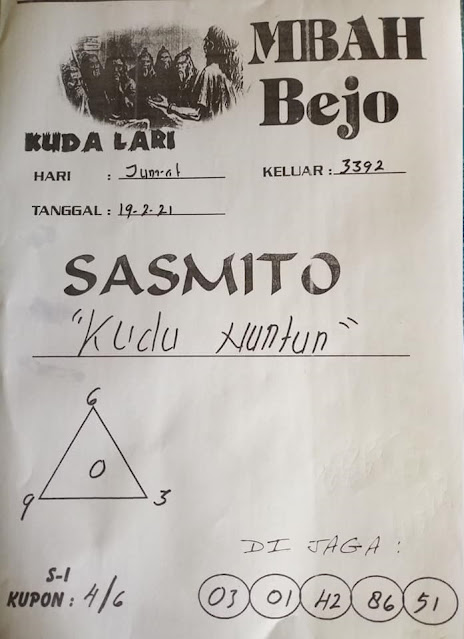 MBAH
Bejo
KUDA LARI
HARI : Jum-at KELUAR : 3392
TANGGAL : 19-2-21
SASMITO
"Kudu Nuntun"
6
0
9 3
DI JAGA :
S-1
KUPON : 4/6
03 01 42 86 51